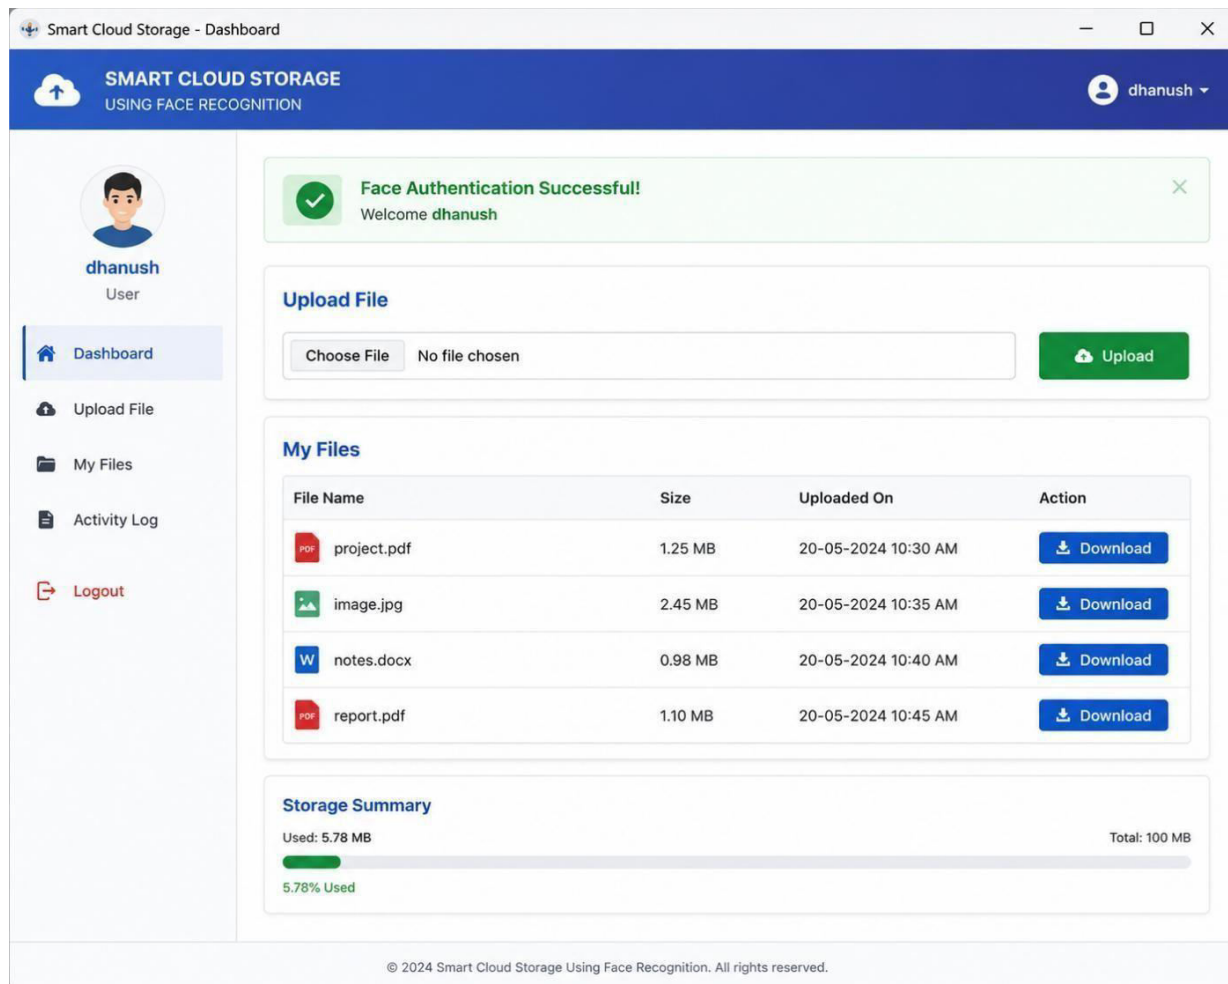 Smart Cloud Storage - Dashboard
SMART CLOUD STORAGE
USING FACE RECOGNITION
dhanush
dhanush
User
Dashboard
Upload File
My Files
Activity Log
Logout
Face Authentication Successful!
Welcome dhanush
Upload File
Choose File No file chosen
Upload
My Files
File Name Size Uploaded On Action
PDF project.pdf 1.25 MB 20-05-2024 10:30 AM Download
image.jpg 2.45 MB 20-05-2024 10:35 AM Download
W notes.docx 0.98 MB 20-05-2024 10:40 AM Download
PDF report.pdf 1.10 MB 20-05-2024 10:45 AM Download
Storage Summary
Used: 5.78 MB Total: 100 MB
5.78% Used
© 2024 Smart Cloud Storage Using Face Recognition. All rights reserved.